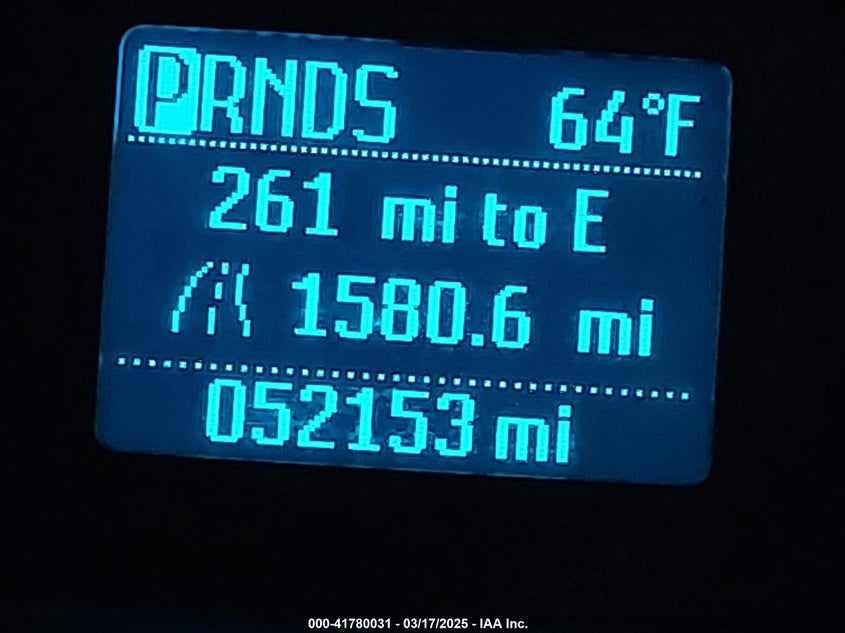 PRNDS 64°F
261 mi to E
1580.6 mi
052153 mi
000-41780031 - 03/17/2025 - IAA Inc.